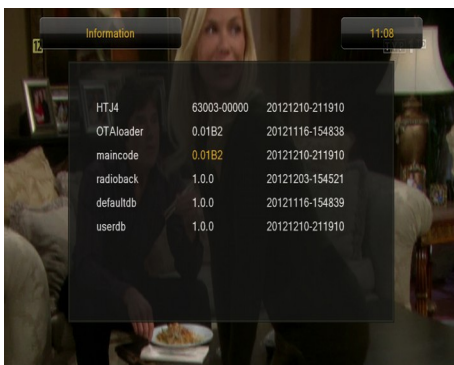 Information
11:08
12
HTJ4 63003-00000 20121210-211910
OTAloader 0.01B2 20121116-154838
maincode 0.01B2 20121210-211910
radioback 1.0.0 20121203-154521
defaultdb 1.0.0 20121116-154839
userdb 1.0.0 20121210-211910